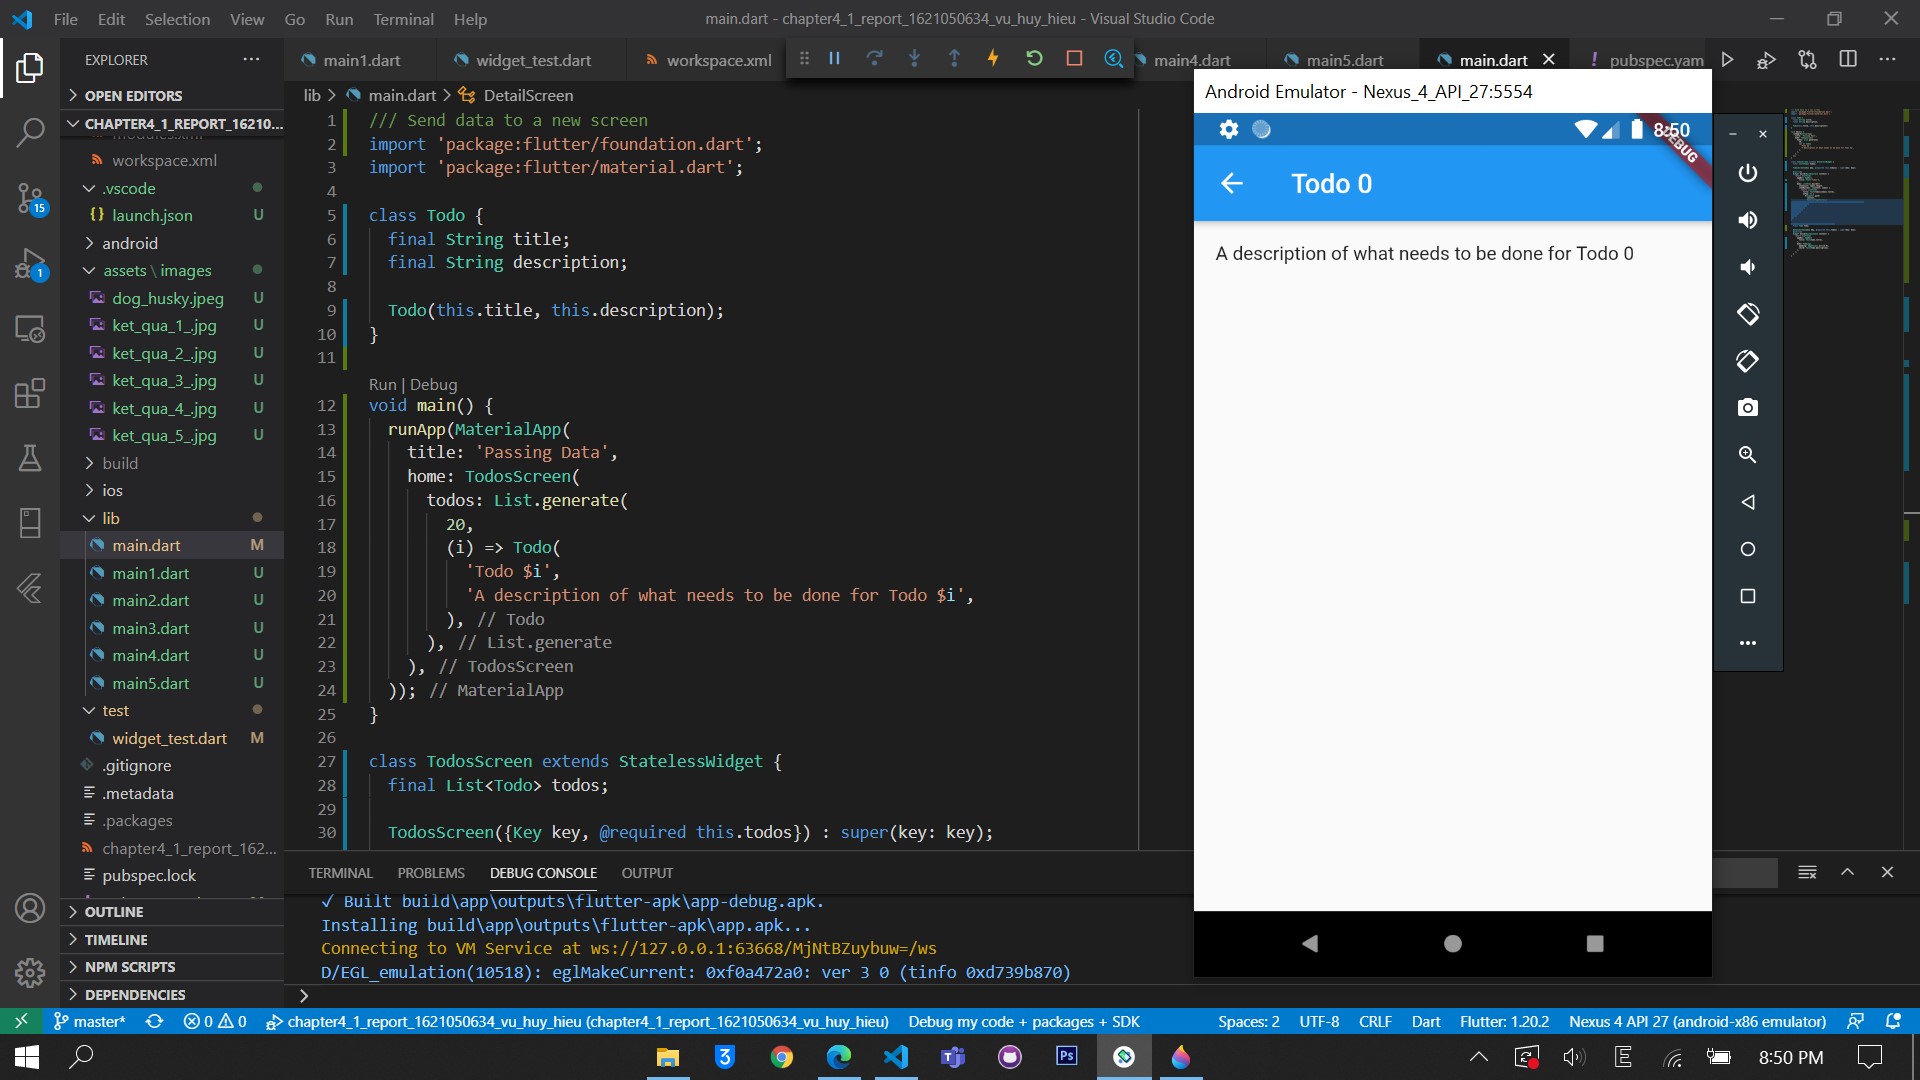 File Edit Selection View Go Run Terminal Help
main.dart - chapter4_1_report_1621050634_vu_huy_hieu - Visual Studio Code
EXPLORER
OPEN EDITORS
CHAPTER4_1_REPORT_16210...
workspace.xml
.vscode
launch.json U
android
assets \ images
dog_husky.jpeg U
ket_qua_1_.jpg U
ket_qua_2_.jpg U
ket_qua_3_.jpg U
ket_qua_4_.jpg U
ket_qua_5_.jpg U
build
ios
lib
main.dart M
main1.dart U
main2.dart U
main3.dart U
main4.dart U
main5.dart U
test
widget_test.dart M
.gitignore
.metadata
.packages
chapter4_1_report_162...
pubspec.lock
OUTLINE
TIMELINE
NPM SCRIPTS
DEPENDENCIES
15
1
main1.dart widget_test.dart workspace.xml main4.dart main5.dart main.dart ! pubspec.yam
lib > main.dart > DetailScreen
1 /// Send data to a new screen
2 import 'package:flutter/foundation.dart';
3 import 'package:flutter/material.dart';
4
5 class Todo {
6 final String title;
7 final String description;
8
9 Todo(this.title, this.description);
10 }
11
Run | Debug
12 void main() {
13 runApp(MaterialApp(
14 title: 'Passing Data',
15 home: TodosScreen(
16 todos: List.generate(
17 20,
18 (i) => Todo(
19 'Todo $i',
20 'A description of what needs to be done for Todo $i',
21 ), // Todo
22 ), // List.generate
23 ), // TodosScreen
24 )); // MaterialApp
25 }
26
27 class TodosScreen extends StatelessWidget {
28 final List<Todo> todos;
29
30 TodosScreen({Key key, @required this.todos}) : super(key: key);
TERMINAL PROBLEMS DEBUG CONSOLE OUTPUT
✓ Built build\app\outputs\flutter-apk\app-debug.apk.
Installing build\app\outputs\flutter-apk\app.apk...
Connecting to VM Service at ws://127.0.0.1:63668/MjNtBZuybuw=/ws
D/EGL_emulation(10518): eglMakeCurrent: 0xf0a472a0: ver 3 0 (tinfo 0xd739b870)
>
Android Emulator - Nexus_4_API_27:5554
8:50
DEBUG
Todo 0
A description of what needs to be done for Todo 0
master* 0 0 chapter4_1_report_1621050634_vu_huy_hieu (chapter4_1_report_1621050634_vu_huy_hieu) Debug my code + packages + SDK Spaces: 2 UTF-8 CRLF Dart Flutter: 1.20.2 Nexus 4 API 27 (android-x86 emulator)
3 Ps E 8:50 PM